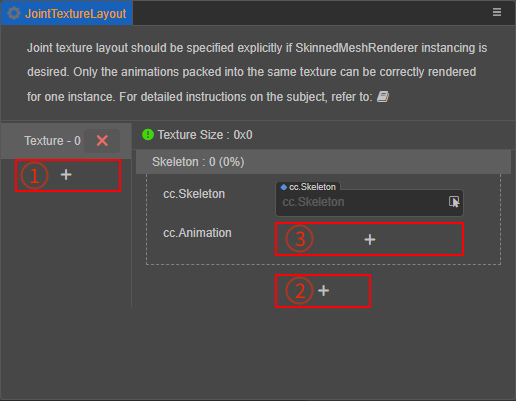 JointTextureLayout
Joint texture layout should be specified explicitly if SkinnedMeshRenderer instancing is
desired. Only the animations packed into the same texture can be correctly rendered
for one instance. For detailed instructions on the subject, refer to:
Texture - 0
Texture Size : 0x0
Skeleton : 0 (0%)
① +
cc.Skeleton
cc.Skeleton
cc.Skeleton
cc.Animation
③ +
② +